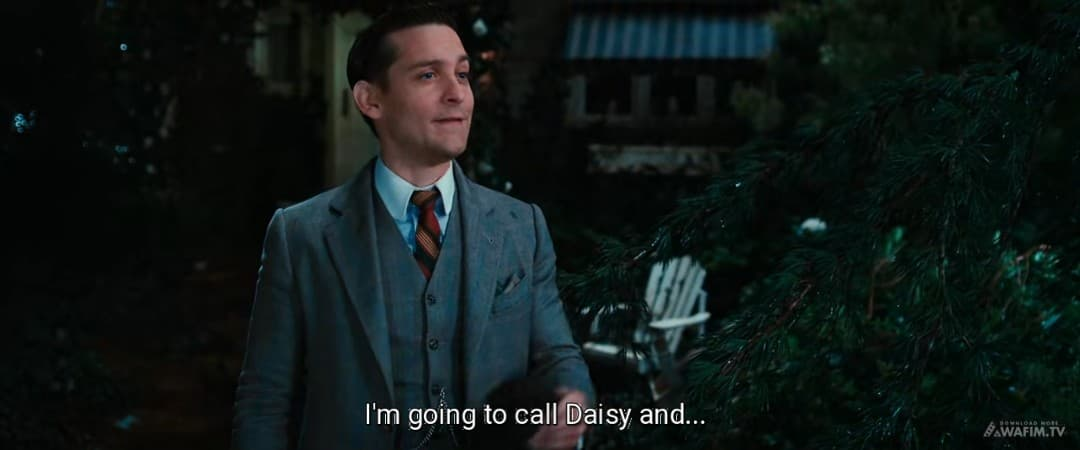 I'm going to call Daisy and...
DOWNLOAD MORE
WAFIM.TV